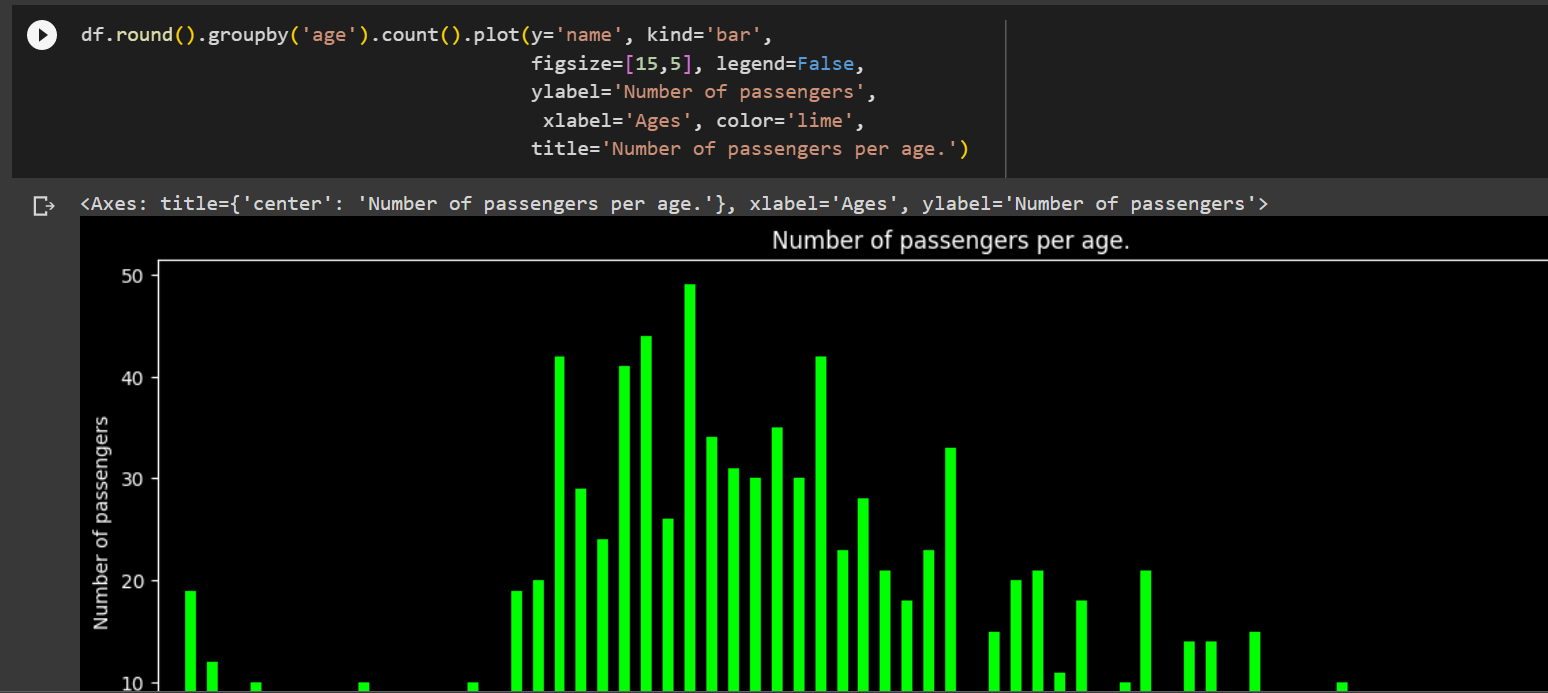 df.round().groupby('age').count().plot(y='name', kind='bar',
figsize=[15,5], legend=False,
ylabel='Number of passengers',
xlabel='Ages', color='lime',
title='Number of passengers per age.')
<Axes: title={'center': 'Number of passengers per age.'}, xlabel='Ages', ylabel='Number of passengers'>
Number of passengers per age.
50
40
30
20
10
Number of passengers